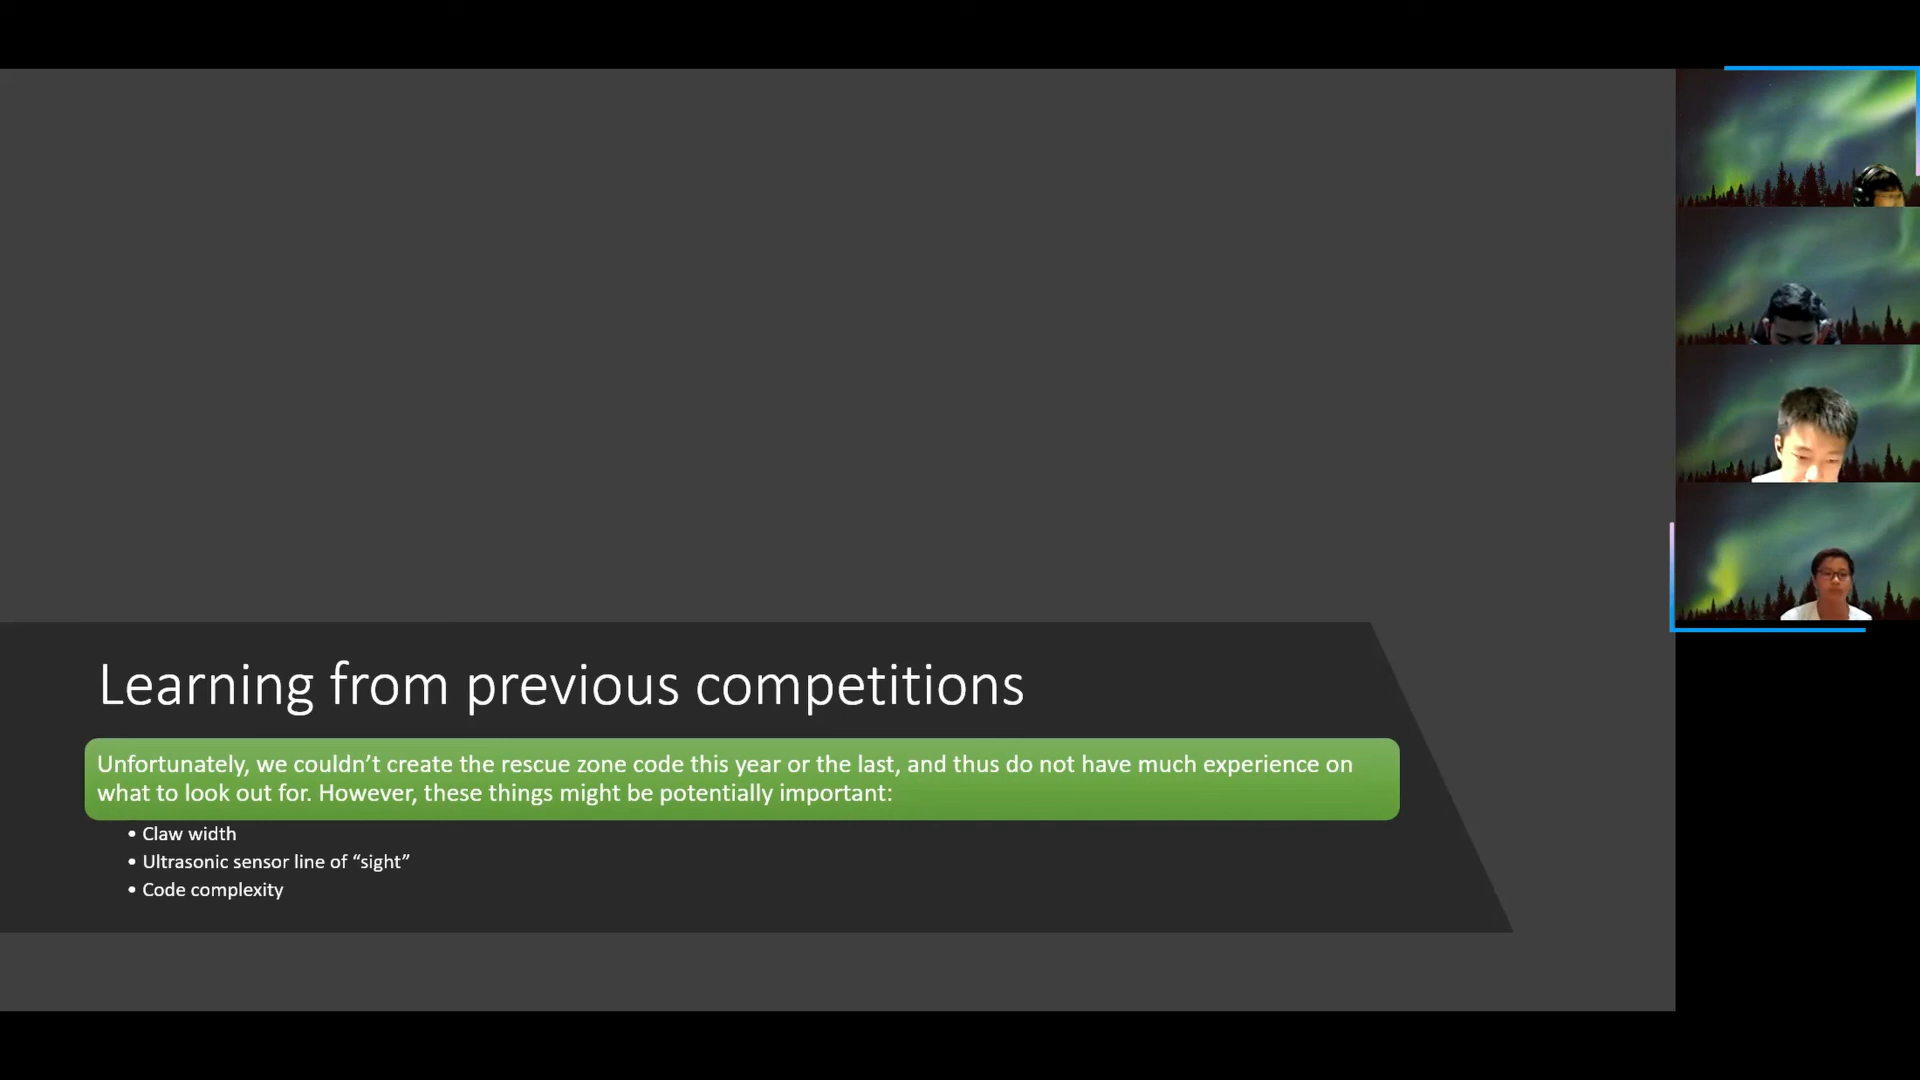 Learning from previous competitions
Unfortunately, we couldn’t create the rescue zone code this year or the last, and thus do not have much experience on
what to look out for. However, these things might be potentially important:
• Claw width
• Ultrasonic sensor line of “sight”
• Code complexity